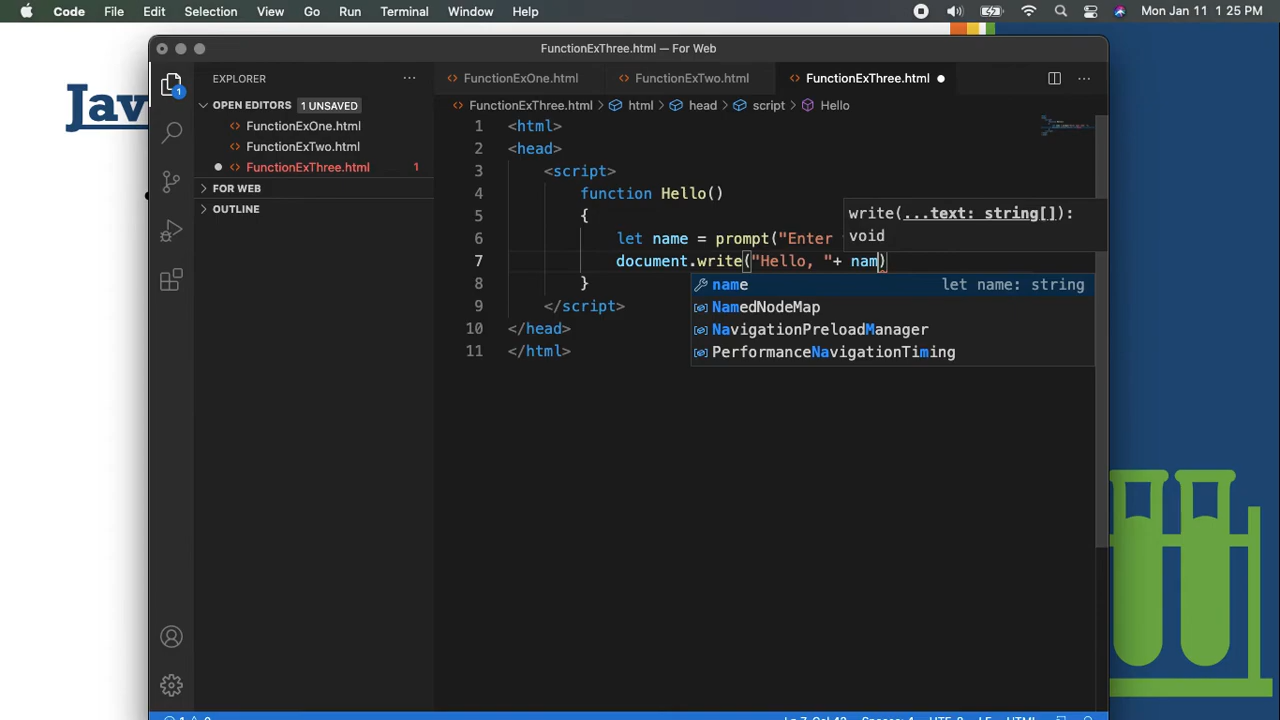 Code File Edit Selection View Go Run Terminal Window Help Mon Jan 11 1:25 PM
FunctionExThree.html — For Web
Jav
EXPLORER
OPEN EDITORS 1 UNSAVED
FunctionExOne.html
FunctionExTwo.html
FunctionExThree.html 1
FOR WEB
OUTLINE
1
FunctionExOne.html FunctionExTwo.html FunctionExThree.html
FunctionExThree.html > html > head > script > Hello
1 <html>
2 <head>
3 <script>
4 function Hello()
5 {
6 let name = prompt("Enter
7 document.write("Hello, "+ nam)
8 }
9 </script>
10 </head>
11 </html>
write(...text: string[]):
void
name let name: string
NamedNodeMap
NavigationPreloadManager
PerformanceNavigationTiming